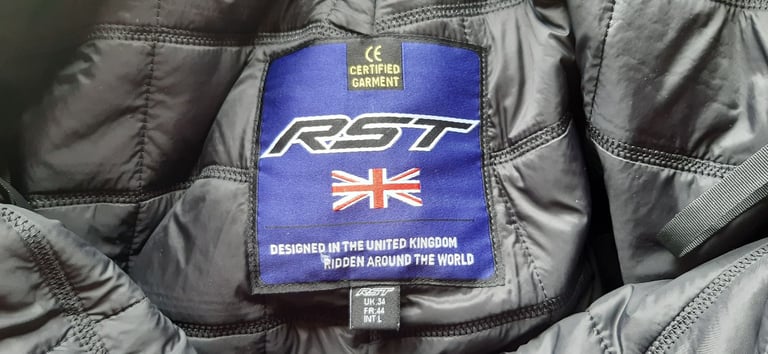 CE
CERTIFIED
GARMENT
RST
DESIGNED IN THE UNITED KINGDOM
RIDDEN AROUND THE WORLD
RST
UK:34
FR:44
INT L